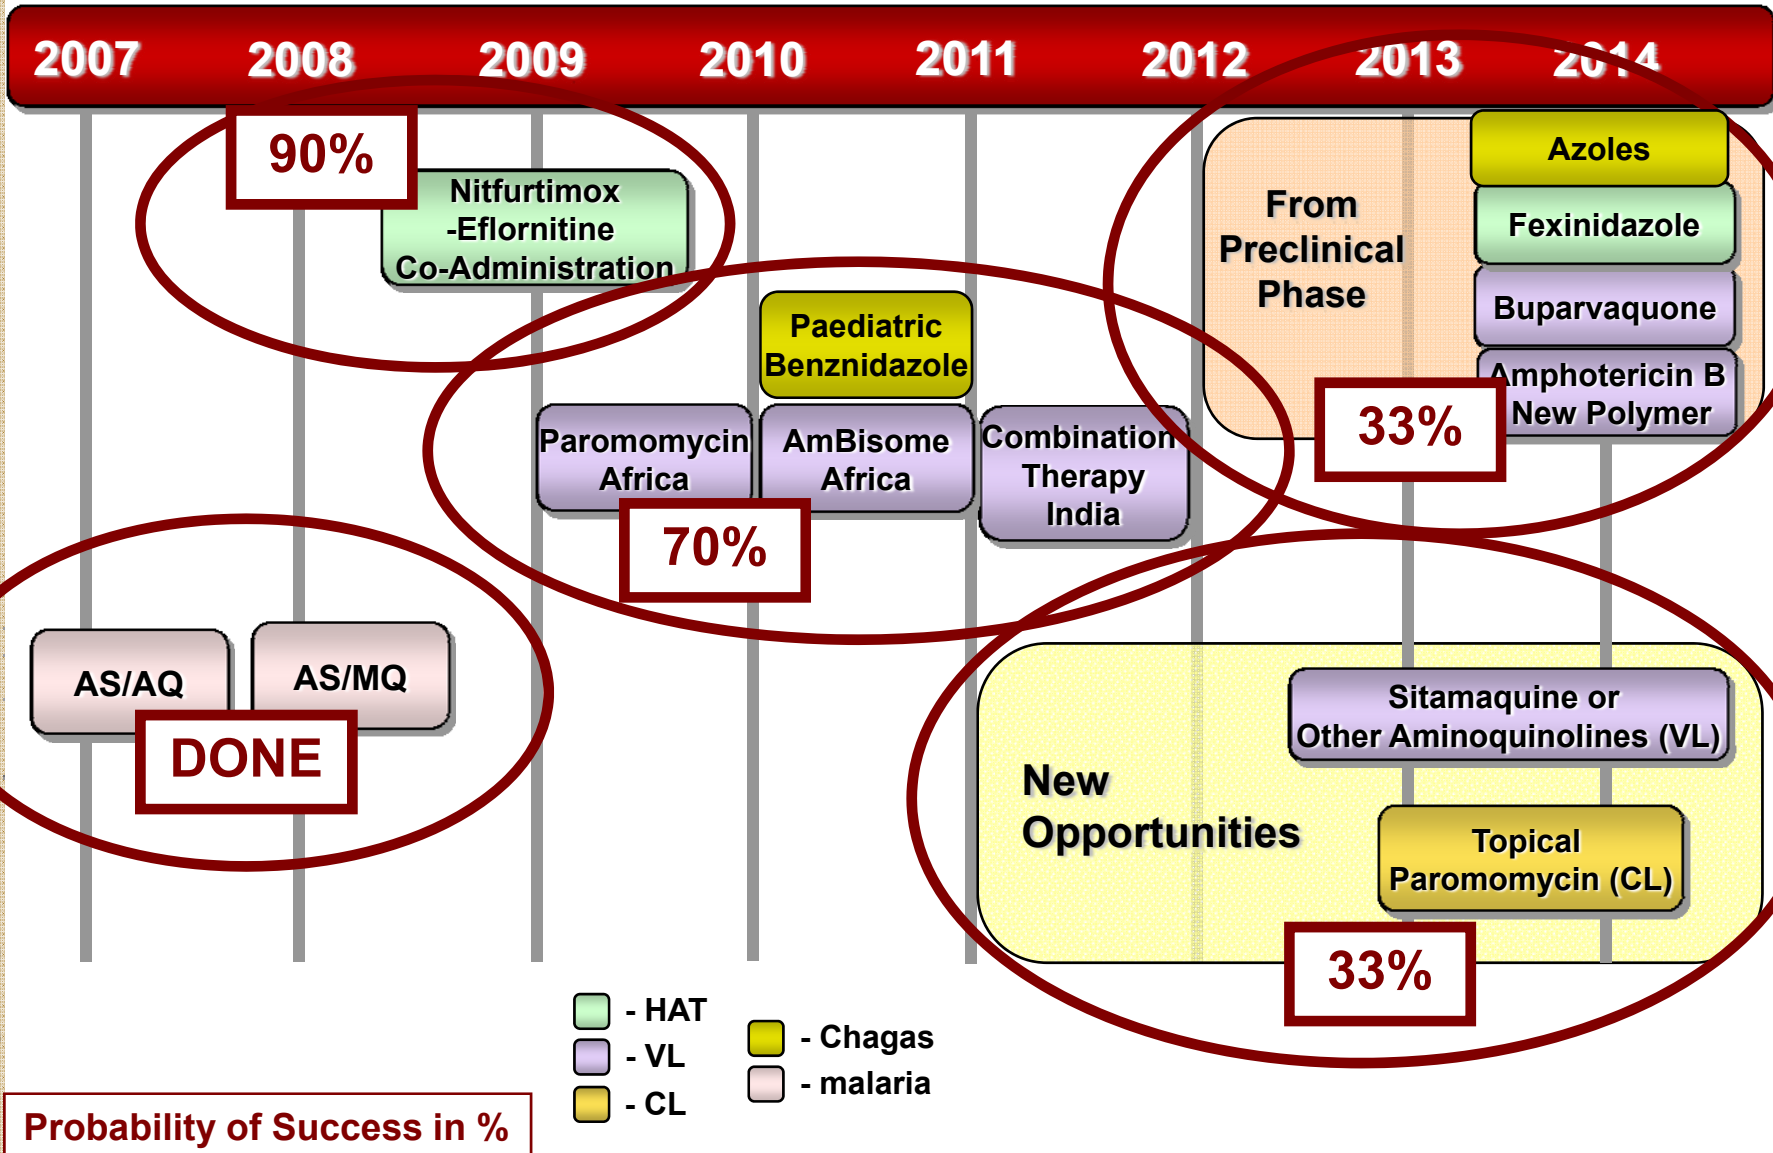 2007 2008 2009 2010 2011 2012 2013 2014
90%
Nitfurtimox
-Eflornitine
Co-Administration
From
Preclinical
Phase
Azoles
Fexinidazole
Buparvaquone
Amphotericin B
New Polymer
33%
Paediatric
Benznidazole
Paromomycin
Africa
AmBisome
Africa
Combination
Therapy
India
70%
AS/AQ
AS/MQ
DONE
New
Opportunities
Sitamaquine or
Other Aminoquinolines (VL)
Topical
Paromomycin (CL)
33%
- HAT
- VL
- CL
- Chagas
- malaria
Probability of Success in %